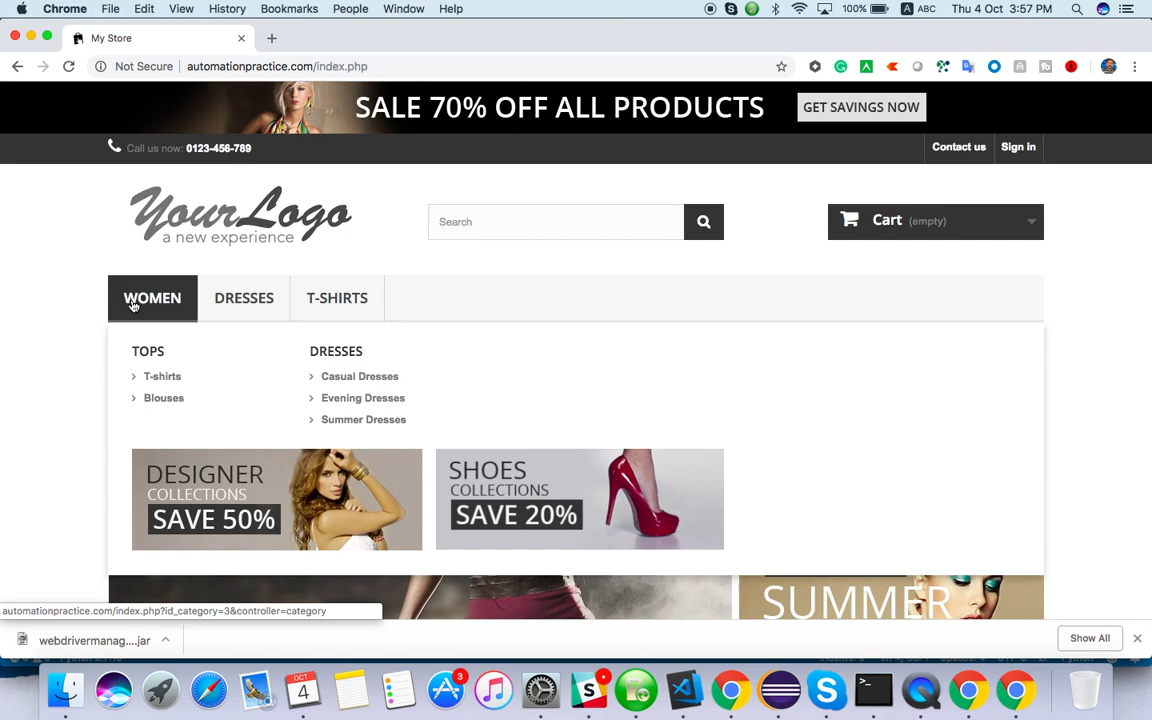 Chrome File Edit View History Bookmarks People Window Help 100% A ABC Thu 4 Oct 3:57 PM
My Store
Not Secure automationpractice.com/index.php
SALE 70% OFF ALL PRODUCTS GET SAVINGS NOW
Call us now: 0123-456-789 Contact us Sign in
YourLogo
a new experience
Search
Cart (empty)
WOMEN DRESSES T-SHIRTS
TOPS DRESSES
T-shirts Casual Dresses
Blouses Evening Dresses
Summer Dresses
DESIGNER
COLLECTIONS
SAVE 50%
SHOES
COLLECTIONS
SAVE 20%
SUMMER
automationpractice.com/index.php?id_category=3&controller=category
webdrivermanag....jar Show All
3
OCT
4